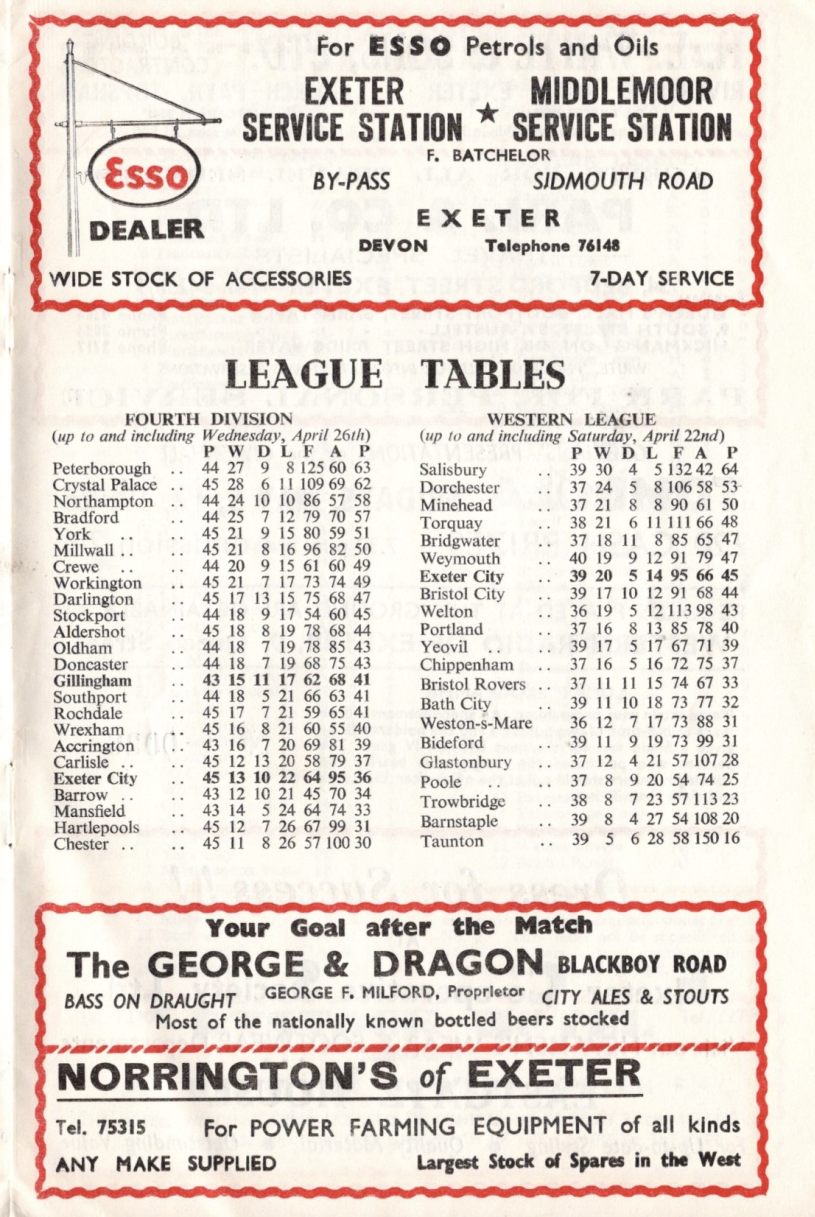 For ESSO Petrols and Oils
EXETER SERVICE STATION ★ MIDDLEMOOR SERVICE STATION
F. BATCHELOR
BY-PASS SIDMOUTH ROAD
EXETER
Esso
DEALER
DEVON Telephone 76148
WIDE STOCK OF ACCESSORIES 7-DAY SERVICE
LEAGUE TABLES
FOURTH DIVISION
(up to and including Wednesday, April 26th)
P W D L F A P
Peterborough .. 44 27 9 8 125 60 63
Crystal Palace .. 45 28 6 11 109 69 62
Northampton .. 44 24 10 10 86 57 58
Bradford .. 44 25 7 12 79 70 57
York .. .. 45 21 9 15 80 59 51
Millwall .. .. 45 21 8 16 96 82 50
Crewe .. .. 44 20 9 15 61 60 49
Workington .. 45 21 7 17 73 74 49
Darlington .. 45 17 13 15 75 68 47
Stockport .. 44 18 9 17 54 60 45
Aldershot .. 45 18 8 19 78 68 44
Oldham .. 44 18 7 19 78 85 43
Doncaster .. 44 18 7 19 68 75 43
Gillingham .. 43 15 11 17 62 68 41
Southport .. 44 18 5 21 66 63 41
Rochdale .. 45 17 7 21 59 65 41
Wrexham .. 45 16 8 21 60 55 40
Accrington .. 43 16 7 20 69 81 39
Carlisle .. .. 45 12 13 20 58 79 37
Exeter City .. 45 13 10 22 64 95 36
Barrow .. .. 43 12 10 21 45 70 34
Mansfield .. 43 14 5 24 64 74 33
Hartlepools .. 45 12 7 26 67 99 31
Chester .. .. 45 11 8 26 57 100 30
WESTERN LEAGUE
(up to and including Saturday, April 22nd)
P W D L F A P
Salisbury .. 39 30 4 5 132 42 64
Dorchester .. 37 24 5 8 106 58 53
Minehead .. 37 21 8 8 90 61 50
Torquay .. 38 21 6 11 111 66 48
Bridgwater .. 37 18 11 8 85 65 47
Weymouth .. 40 19 9 12 91 79 47
Exeter City .. 39 20 5 14 95 66 45
Bristol City .. 39 17 10 12 91 68 44
Welton .. 36 19 5 12 113 98 43
Portland .. 37 16 8 13 85 78 40
Yeovil .. .. 39 17 5 17 67 71 39
Chippenham .. 37 16 5 16 72 75 37
Bristol Rovers .. 37 11 11 15 74 67 33
Bath City .. 39 11 10 18 73 77 32
Weston-s-Mare .. 36 12 7 17 73 88 31
Bideford .. 39 11 9 19 73 99 31
Glastonbury .. 37 12 4 21 57 107 28
Poole .. .. 37 8 9 20 54 74 25
Trowbridge .. 38 8 7 23 57 113 23
Barnstaple .. 39 8 4 27 54 108 20
Taunton .. 39 5 6 28 58 150 16
Your Goal after the Match
The GEORGE & DRAGON BLACKBOY ROAD
BASS ON DRAUGHT GEORGE F. MILFORD, Proprietor CITY ALES & STOUTS
Most of the nationally known bottled beers stocked
NORRINGTON'S of EXETER
Tel. 75315 For POWER FARMING EQUIPMENT of all kinds
ANY MAKE SUPPLIED Largest Stock of Spares in the West